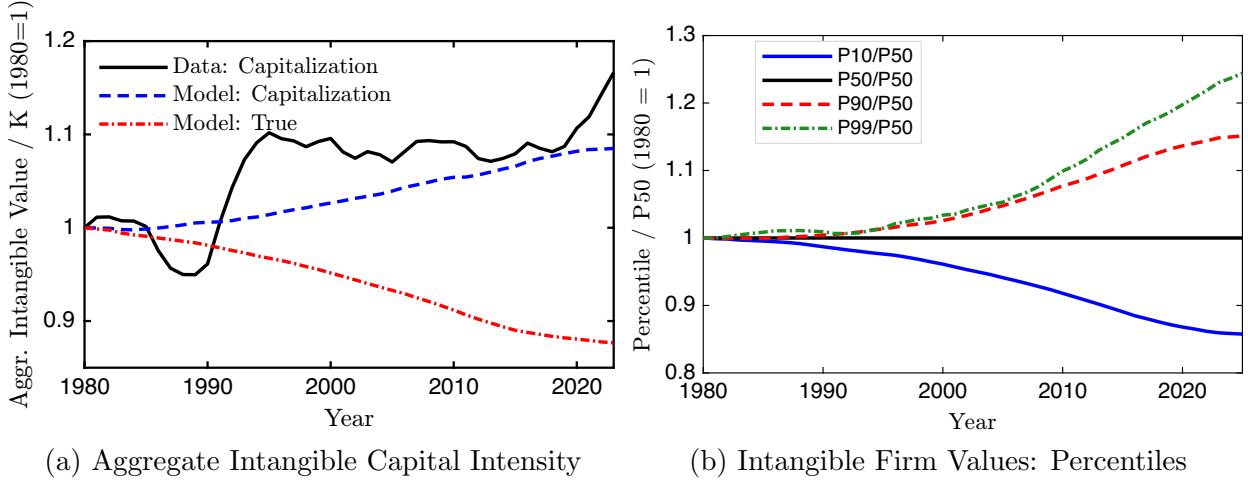 Aggr. Intangible Value / K (1980=1)
1.2
1.1
1
0.9
Data: Capitalization
Model: Capitalization
Model: True
1980
1990
2000
2010
2020
Year
(a) Aggregate Intangible Capital Intensity
Percentile / P50 (1980 = 1)
1.3
1.2
1.1
1
0.9
0.8
P10/P50
P50/P50
P90/P50
P99/P50
1980
1990
2000
2010
2020
Year
(b) Intangible Firm Values: Percentiles